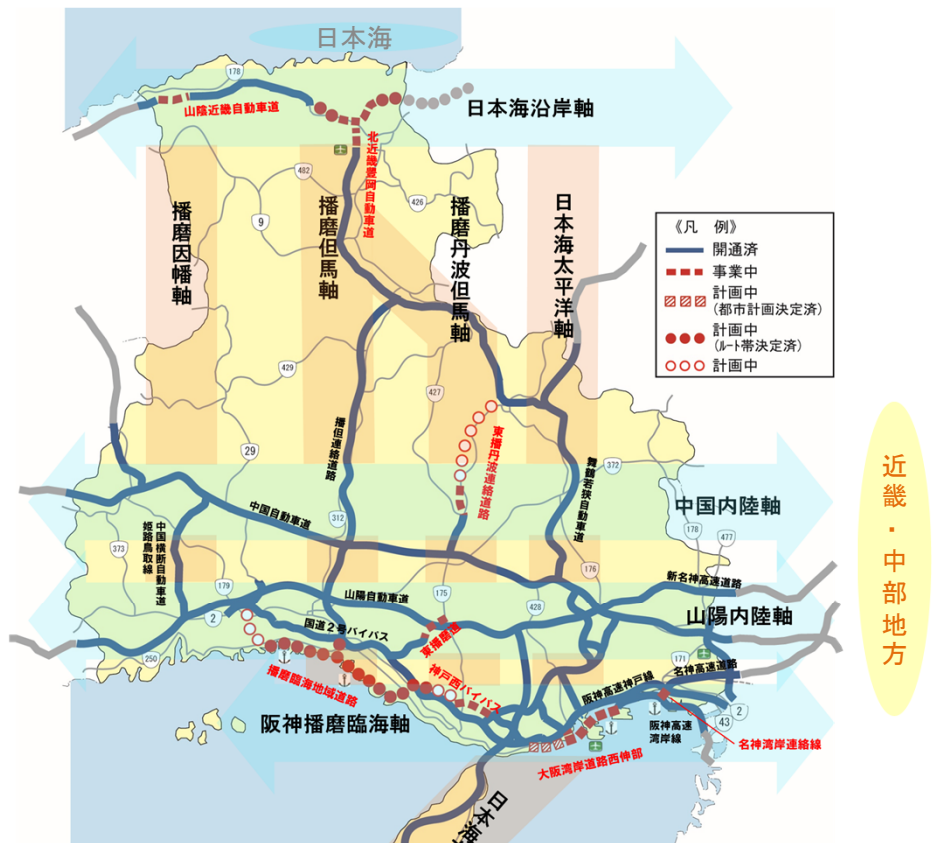 日本海
178
山陰近畿自動車道
日本海沿岸軸
北近畿豊岡自動車道
482
426
9
播磨因幡軸
播磨但馬軸
播磨丹波但馬軸
日本海太平洋軸
《凡 例》
開通済
事業中
計画中
(都市計画決定済)
計画中
(ルート帯決定済)
計画中
429
427
29
播但連絡道路
東播丹波連絡道路
舞鶴若狭自動車道
372
近畿・中部地方
中国内陸軸
中国自動車道
312
178
477
373
中国横断自動車道
姫路鳥取線
179
176
新名神高速道路
山陽自動車道
175
428
山陽内陸軸
2
国道2号バイパス
東播磨道
250
171
名神高速道路
播磨臨海地域道路
神戸西バイパス
阪神高速神戸線
阪神播磨臨海軸
2
43
阪神高速
湾岸線
名神湾岸連絡線
大阪湾岸道路西伸部
日本海